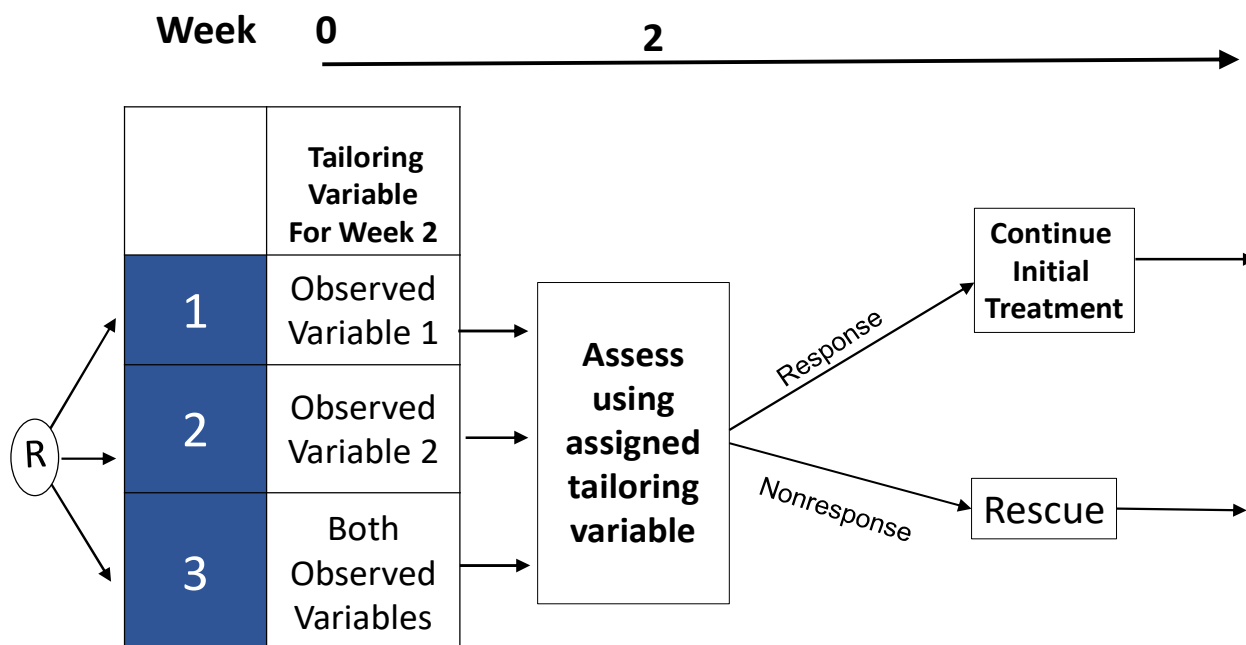 Week 0
2
Tailoring
Variable
For Week 2
1
Observed
Variable 1
2
Observed
Variable 2
3
Both
Observed
Variables
R
Assess
using
assigned
tailoring
variable
Response
Nonresponse
Continue
Initial
Treatment
Rescue